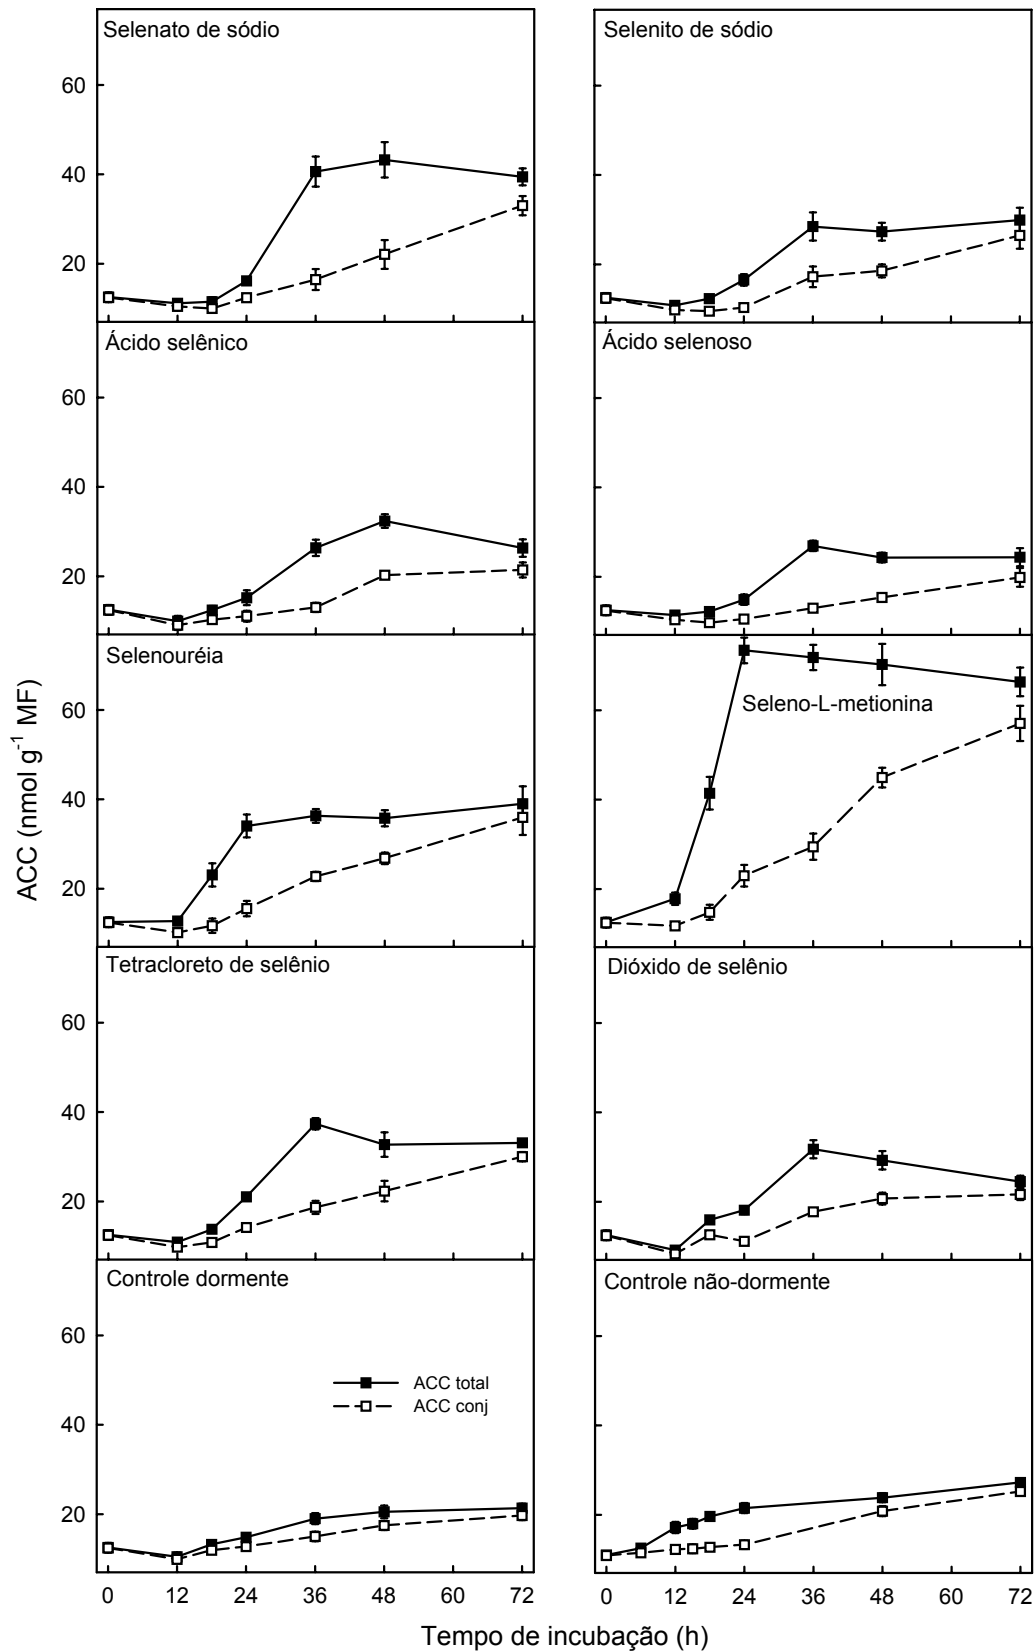 Selenato de sódio
Selenito de sódio
60
40
20
Ácido selênico
Ácido selenoso
60
40
20
Selenouréia
Seleno-L-metionina
60
40
20
ACC (nmol g⁻¹ MF)
Tetracloreto de selênio
Dióxido de selênio
60
40
20
Controle dormente
Controle não-dormente
60
ACC total
ACC conj
40
20
0 12 24 36 48 60 72 0 12 24 36 48 60 72
Tempo de incubação (h)